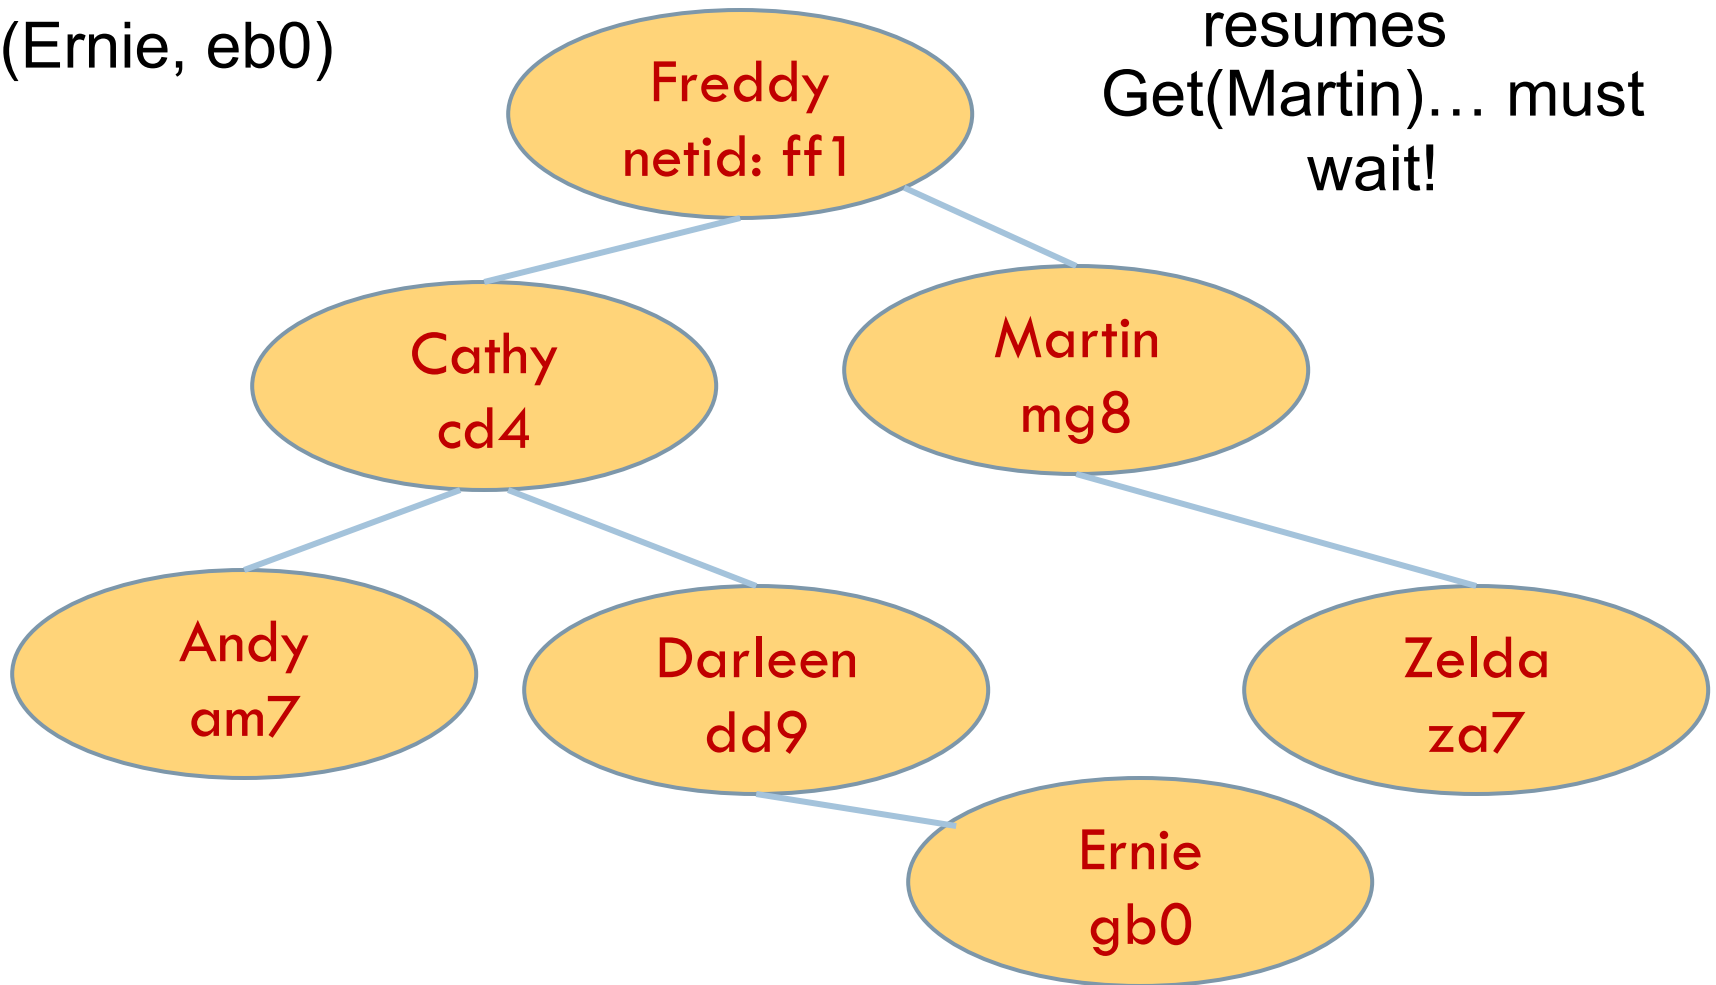 (Ernie, eb0)
resumes
Get(Martin)… must
wait!
Freddy
netid: ff1
Cathy
cd4
Martin
mg8
Andy
am7
Darleen
dd9
Zelda
za7
Ernie
gb0